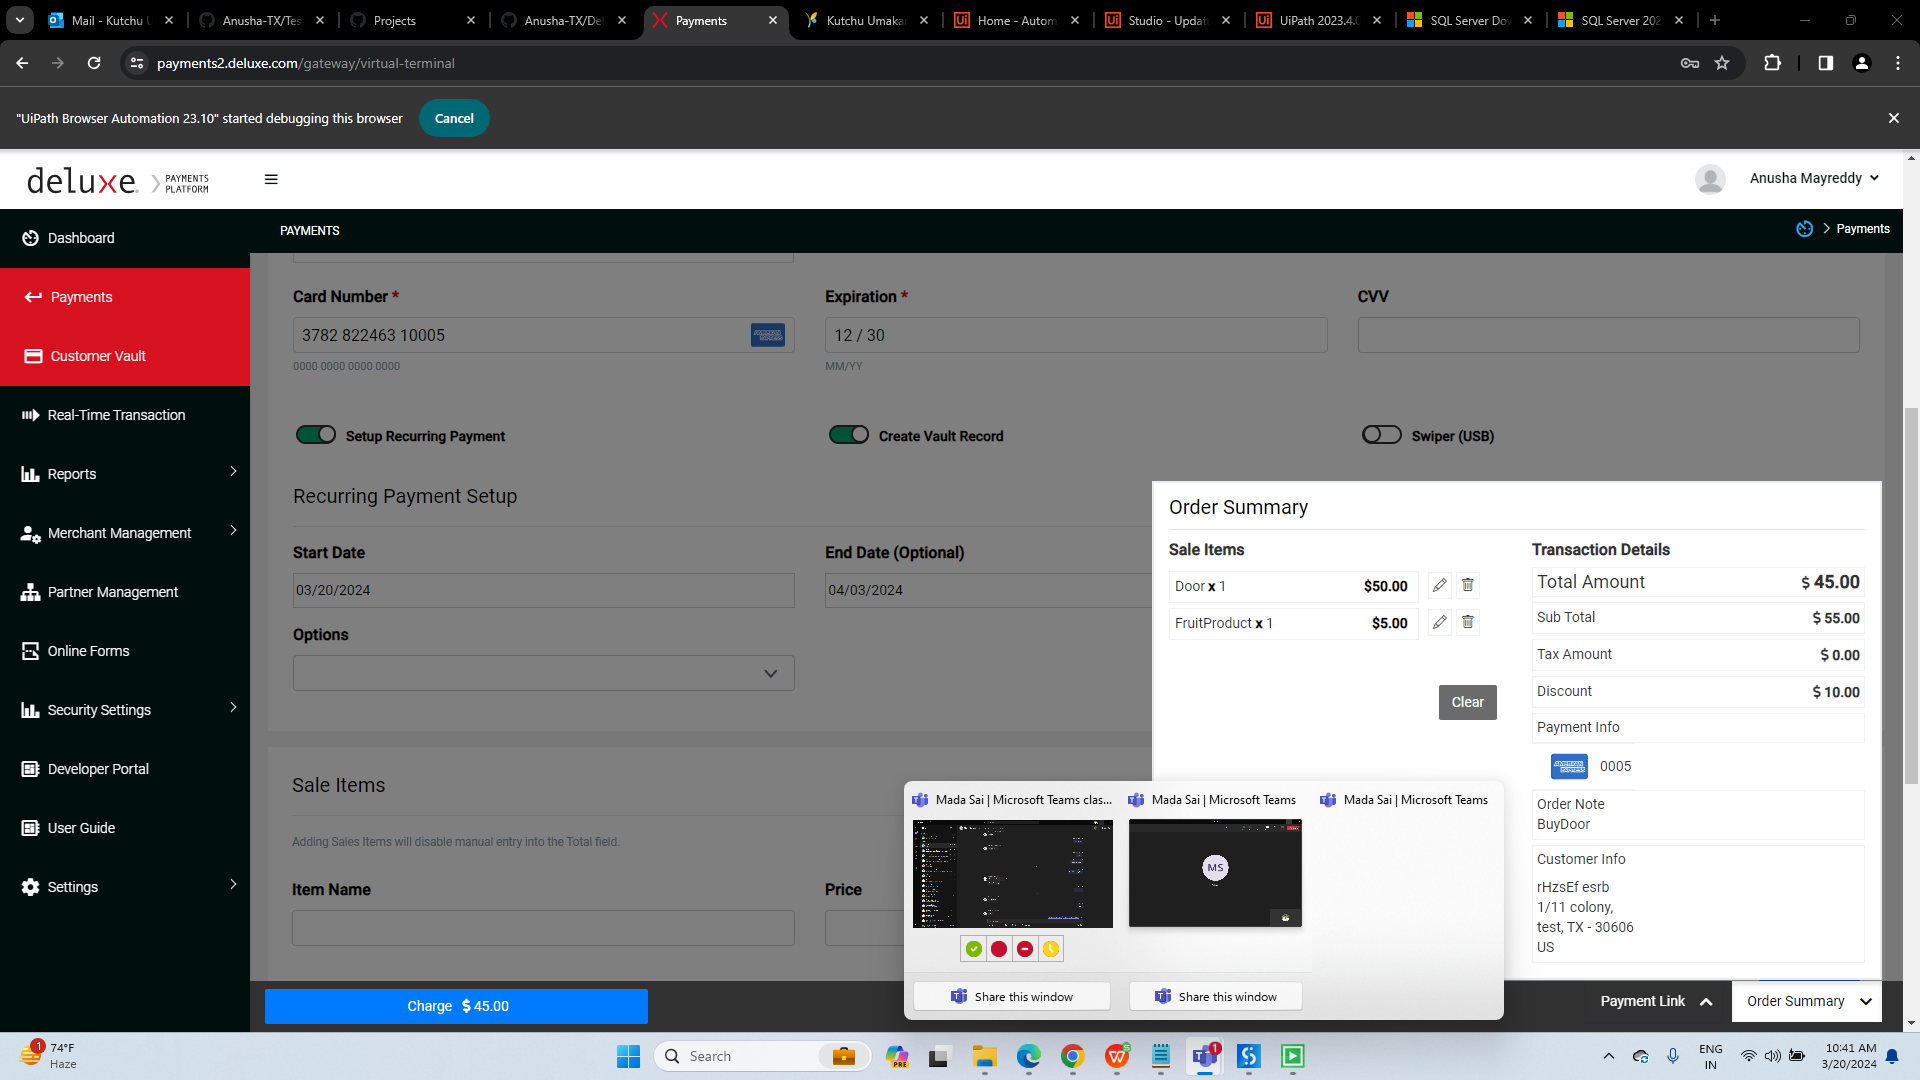 Mail - Kutchu U
Anusha-TX/Tes
Projects
Anusha-TX/Del
Payments
Kutchu Umaka
Home - Autom
Studio - Updat
UiPath 2023.4.0
SQL Server Do
SQL Server 202
payments2.deluxe.com/gateway/virtual-terminal
"UiPath Browser Automation 23.10" started debugging this browser
Cancel
deluxe.
PAYMENTS
PLATFORM
Anusha Mayreddy
Dashboard
PAYMENTS
Payments
Payments
Customer Vault
Real-Time Transaction
Reports
Merchant Management
Partner Management
Online Forms
Security Settings
Developer Portal
User Guide
Settings
Card Number *
Expiration *
CVV
3782 822463 10005
AMERICAN EXPRESS
12 / 30
0000 0000 0000 0000
MM/YY
Setup Recurring Payment
Create Vault Record
Swiper (USB)
Recurring Payment Setup
Start Date
End Date (Optional)
03/20/2024
04/03/2024
Options
Sale Items
Adding Sales Items will disable manual entry into the Total field.
Item Name
Price
Order Summary
Sale Items
Door x 1
$50.00
FruitProduct x 1
$5.00
Clear
Transaction Details
Total Amount
$ 45.00
Sub Total
$ 55.00
Tax Amount
$ 0.00
Discount
$ 10.00
Payment Info
AMERICAN EXPRESS
0005
Order Note
BuyDoor
Customer Info
rHzsEf esrb
1/11 colony,
test, TX - 30606
US
Mada Sai | Microsoft Teams clas...
Mada Sai | Microsoft Teams
Mada Sai | Microsoft Teams
MS
Share this window
Share this window
Charge $ 45.00
Payment Link
Order Summary
1
74°F
Haze
Search
PRE
1
ENG
IN
10:41 AM
3/20/2024